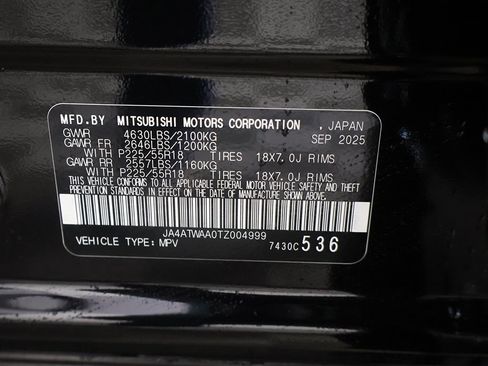 MFD.BY MITSUBISHI MOTORS CORPORATION , JAPAN
GVWR 4630LBS/2100KG SEP 2025
GAWR FR 2646LBS/1200KG
WITH P225/55R18 TIRES 18X7.0J RIMS
GAWR RR 2557LBS/1160KG
WITH P225/55R18 TIRES 18X7.0J RIMS
THIS VEHICLE CONFORMS TO ALL APPLICABLE FEDERAL MOTOR VEHICLE SAFETY AND THEFT
PREVENTION STANDARDS IN EFFECT ON THE DATE OF MANUFACTURE SHOWN ABOVE.
JA4ATWAA0TZ004999
VEHICLE TYPE: MPV 7430C 536